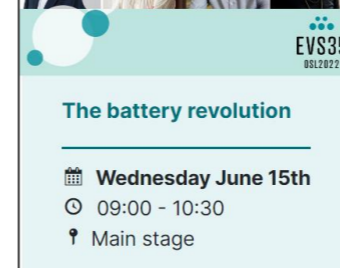 EVS35
OSL2022
The battery revolution
Wednesday June 15th
09:00 - 10:30
Main stage